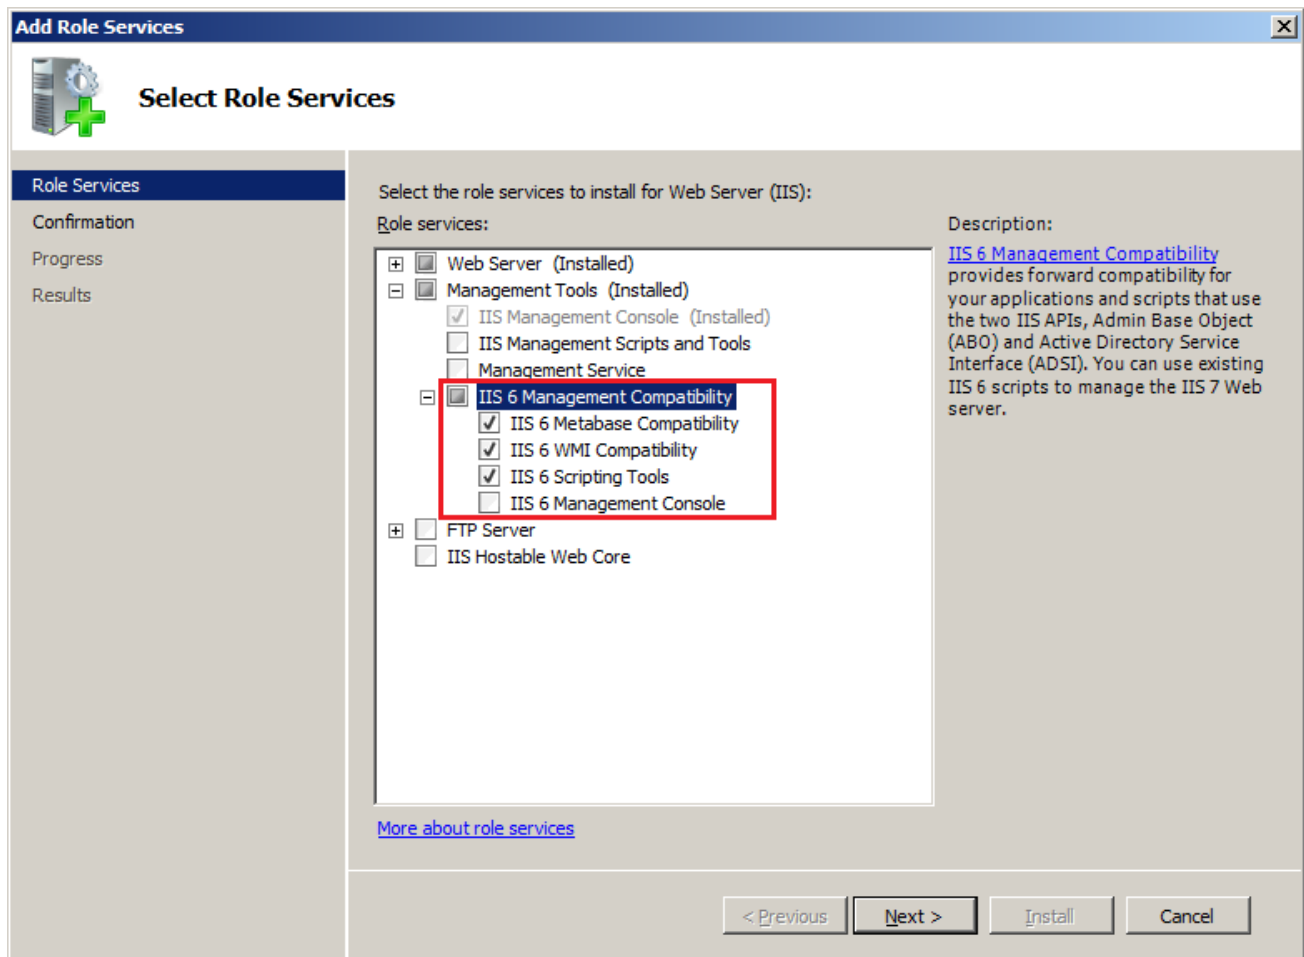 Add Role Services
Select Role Services
Role Services
Confirmation
Progress
Results
Select the role services to install for Web Server (IIS):
Role services:
Web Server (Installed)
Management Tools (Installed)
IIS Management Console (Installed)
IIS Management Scripts and Tools
Management Service
IIS 6 Management Compatibility
IIS 6 Metabase Compatibility
IIS 6 WMI Compatibility
IIS 6 Scripting Tools
IIS 6 Management Console
FTP Server
IIS Hostable Web Core
More about role services
Description:
IIS 6 Management Compatibility
provides forward compatibility for
your applications and scripts that use
the two IIS APIs, Admin Base Object
(ABO) and Active Directory Service
Interface (ADSI). You can use existing
IIS 6 scripts to manage the IIS 7 Web
server.
< Previous
Next >
Install
Cancel